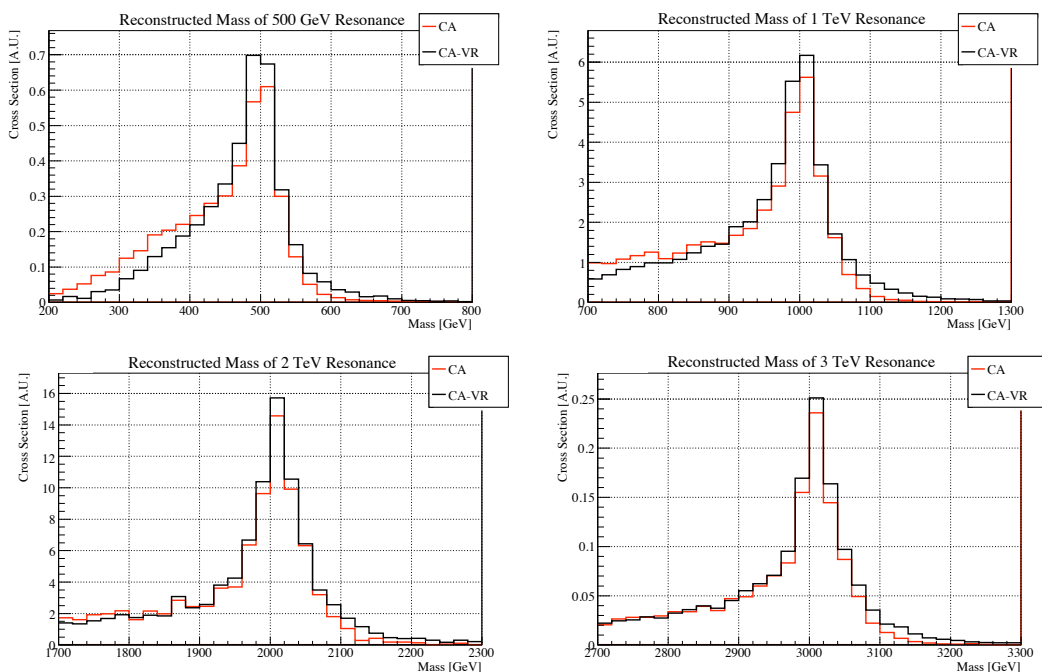 Reconstructed Mass of 500 GeV Resonance
CA
CA-VR
Cross Section [A.U.]
0.7
0.6
0.5
0.4
0.3
0.2
0.1
0
200 300 400 500 600 700 800
Mass [GeV]
Reconstructed Mass of 1 TeV Resonance
CA
CA-VR
Cross Section [A.U.]
6
5
4
3
2
1
0
700 800 900 1000 1100 1200 1300
Mass [GeV]
Reconstructed Mass of 2 TeV Resonance
CA
CA-VR
Cross Section [A.U.]
16
14
12
10
8
6
4
2
0
1700 1800 1900 2000 2100 2200 2300
Mass [GeV]
Reconstructed Mass of 3 TeV Resonance
CA
CA-VR
Cross Section [A.U.]
0.25
0.2
0.15
0.1
0.05
0
2700 2800 2900 3000 3100 3200 3300
Mass [GeV]